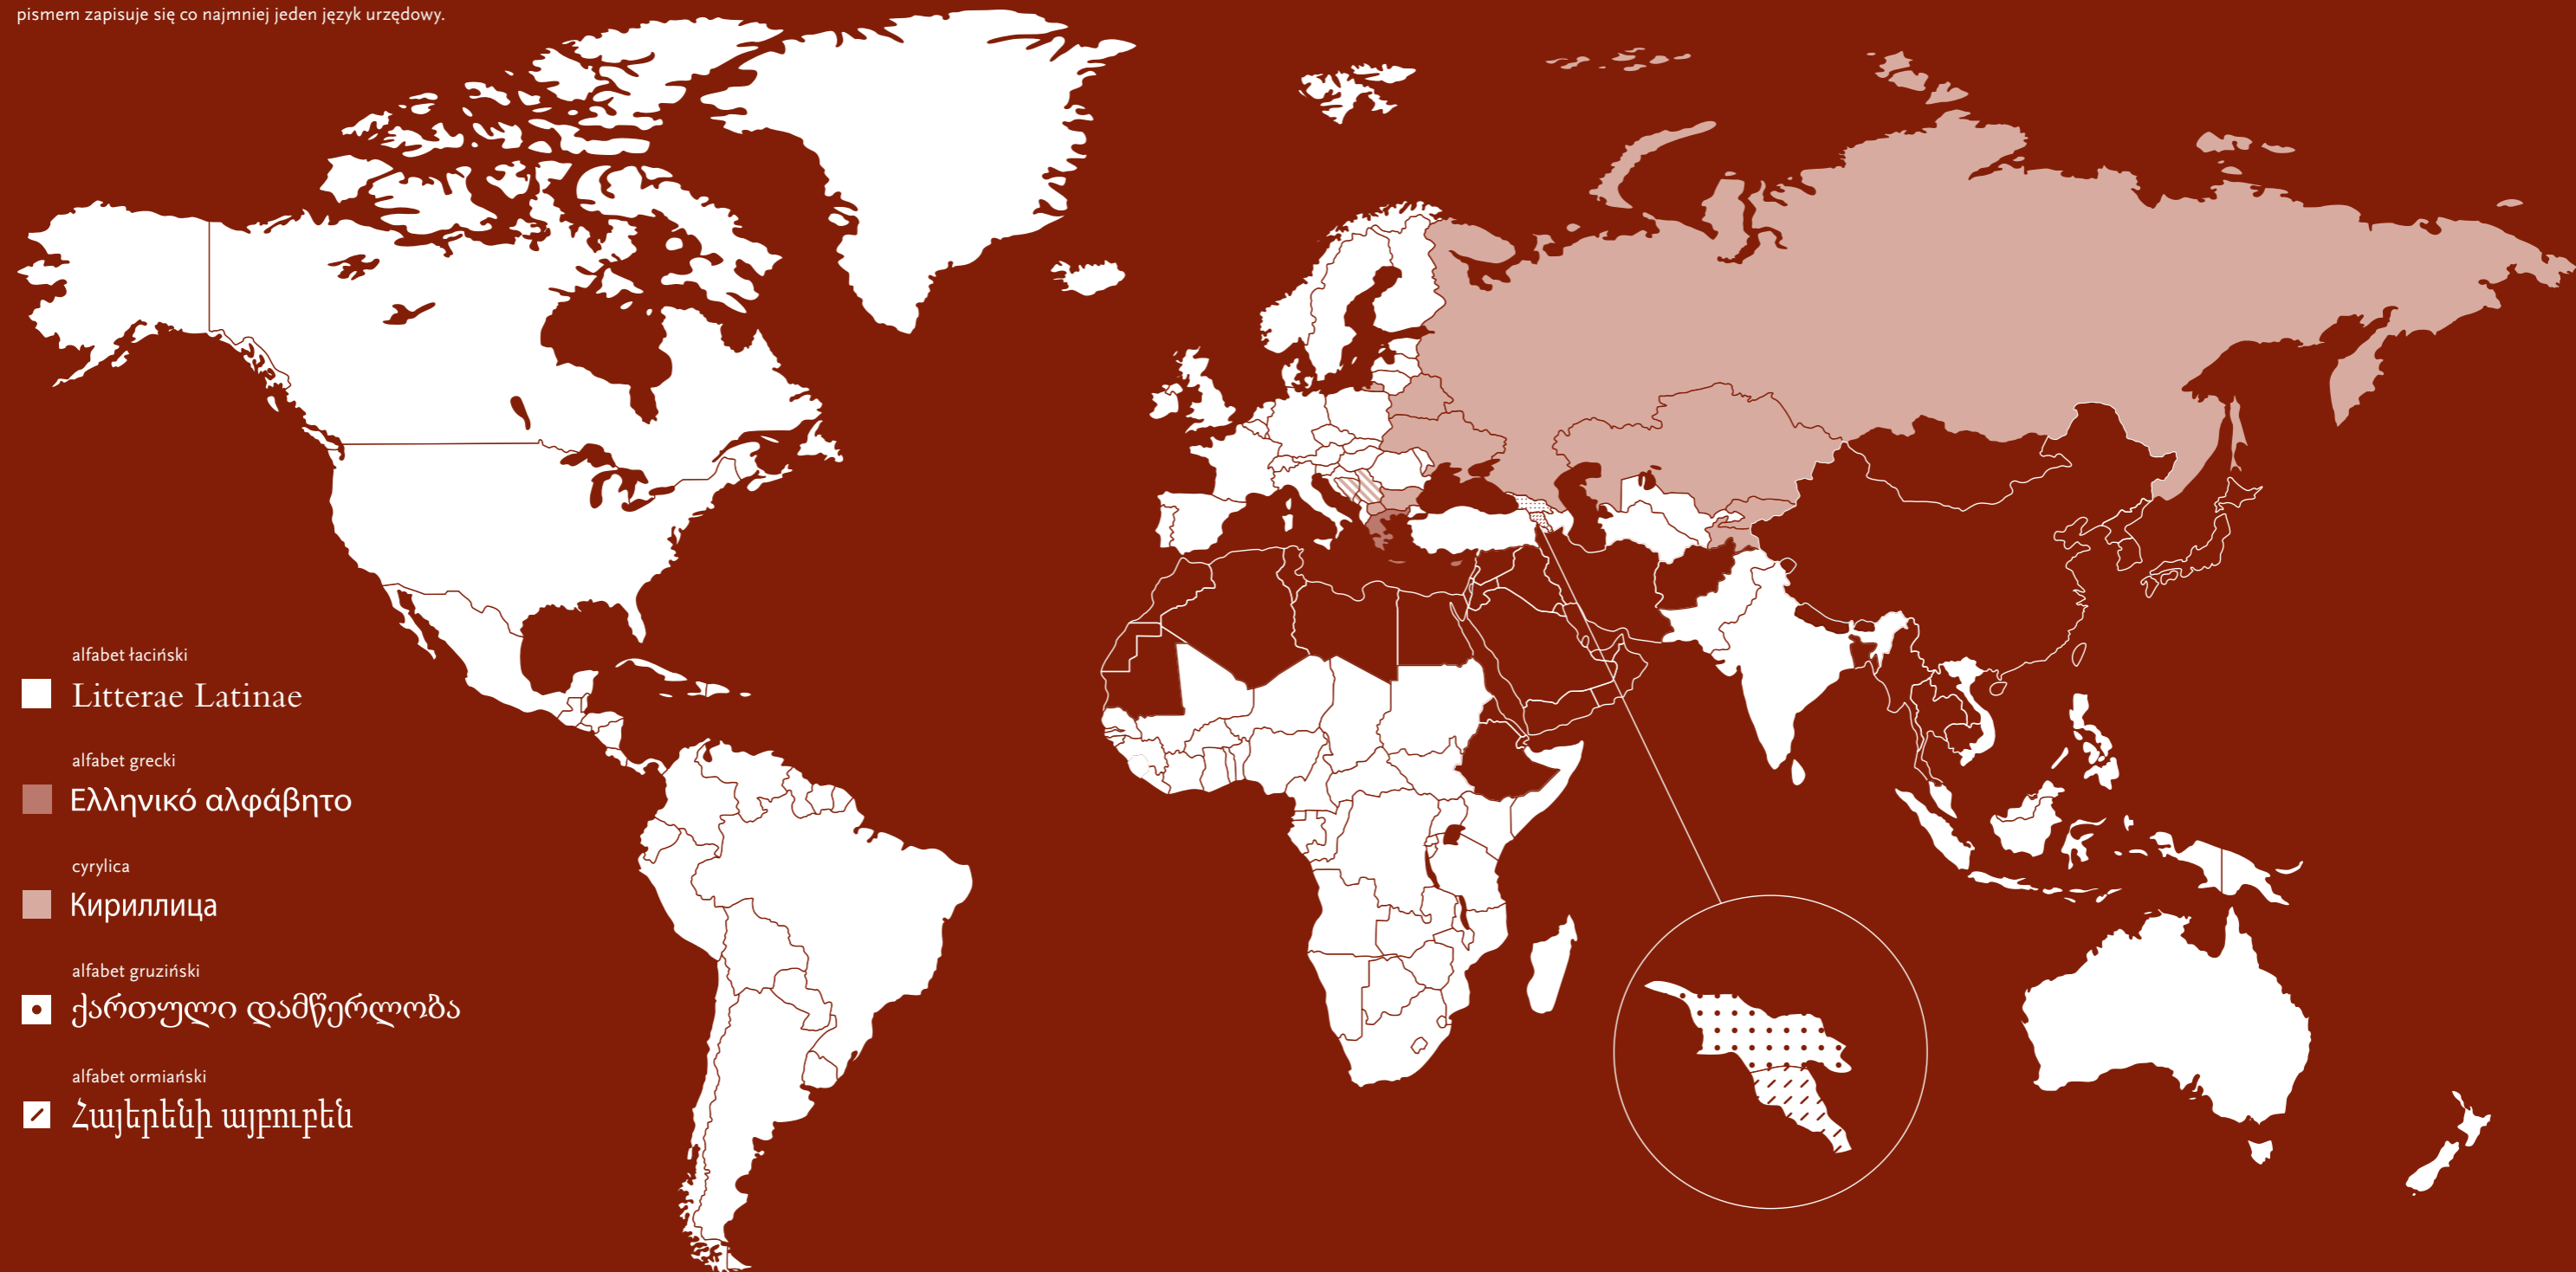 pismem zapisuje się co najmniej jeden język urzędowy.
alfabet łaciński
Litterae Latinae
alfabet grecki
Ελληνικό αλφάβητο
cyrylica
Кириллица
alfabet gruziński
ქართული დამწერლობა
alfabet ormiański
Հայերենի այբուբեն